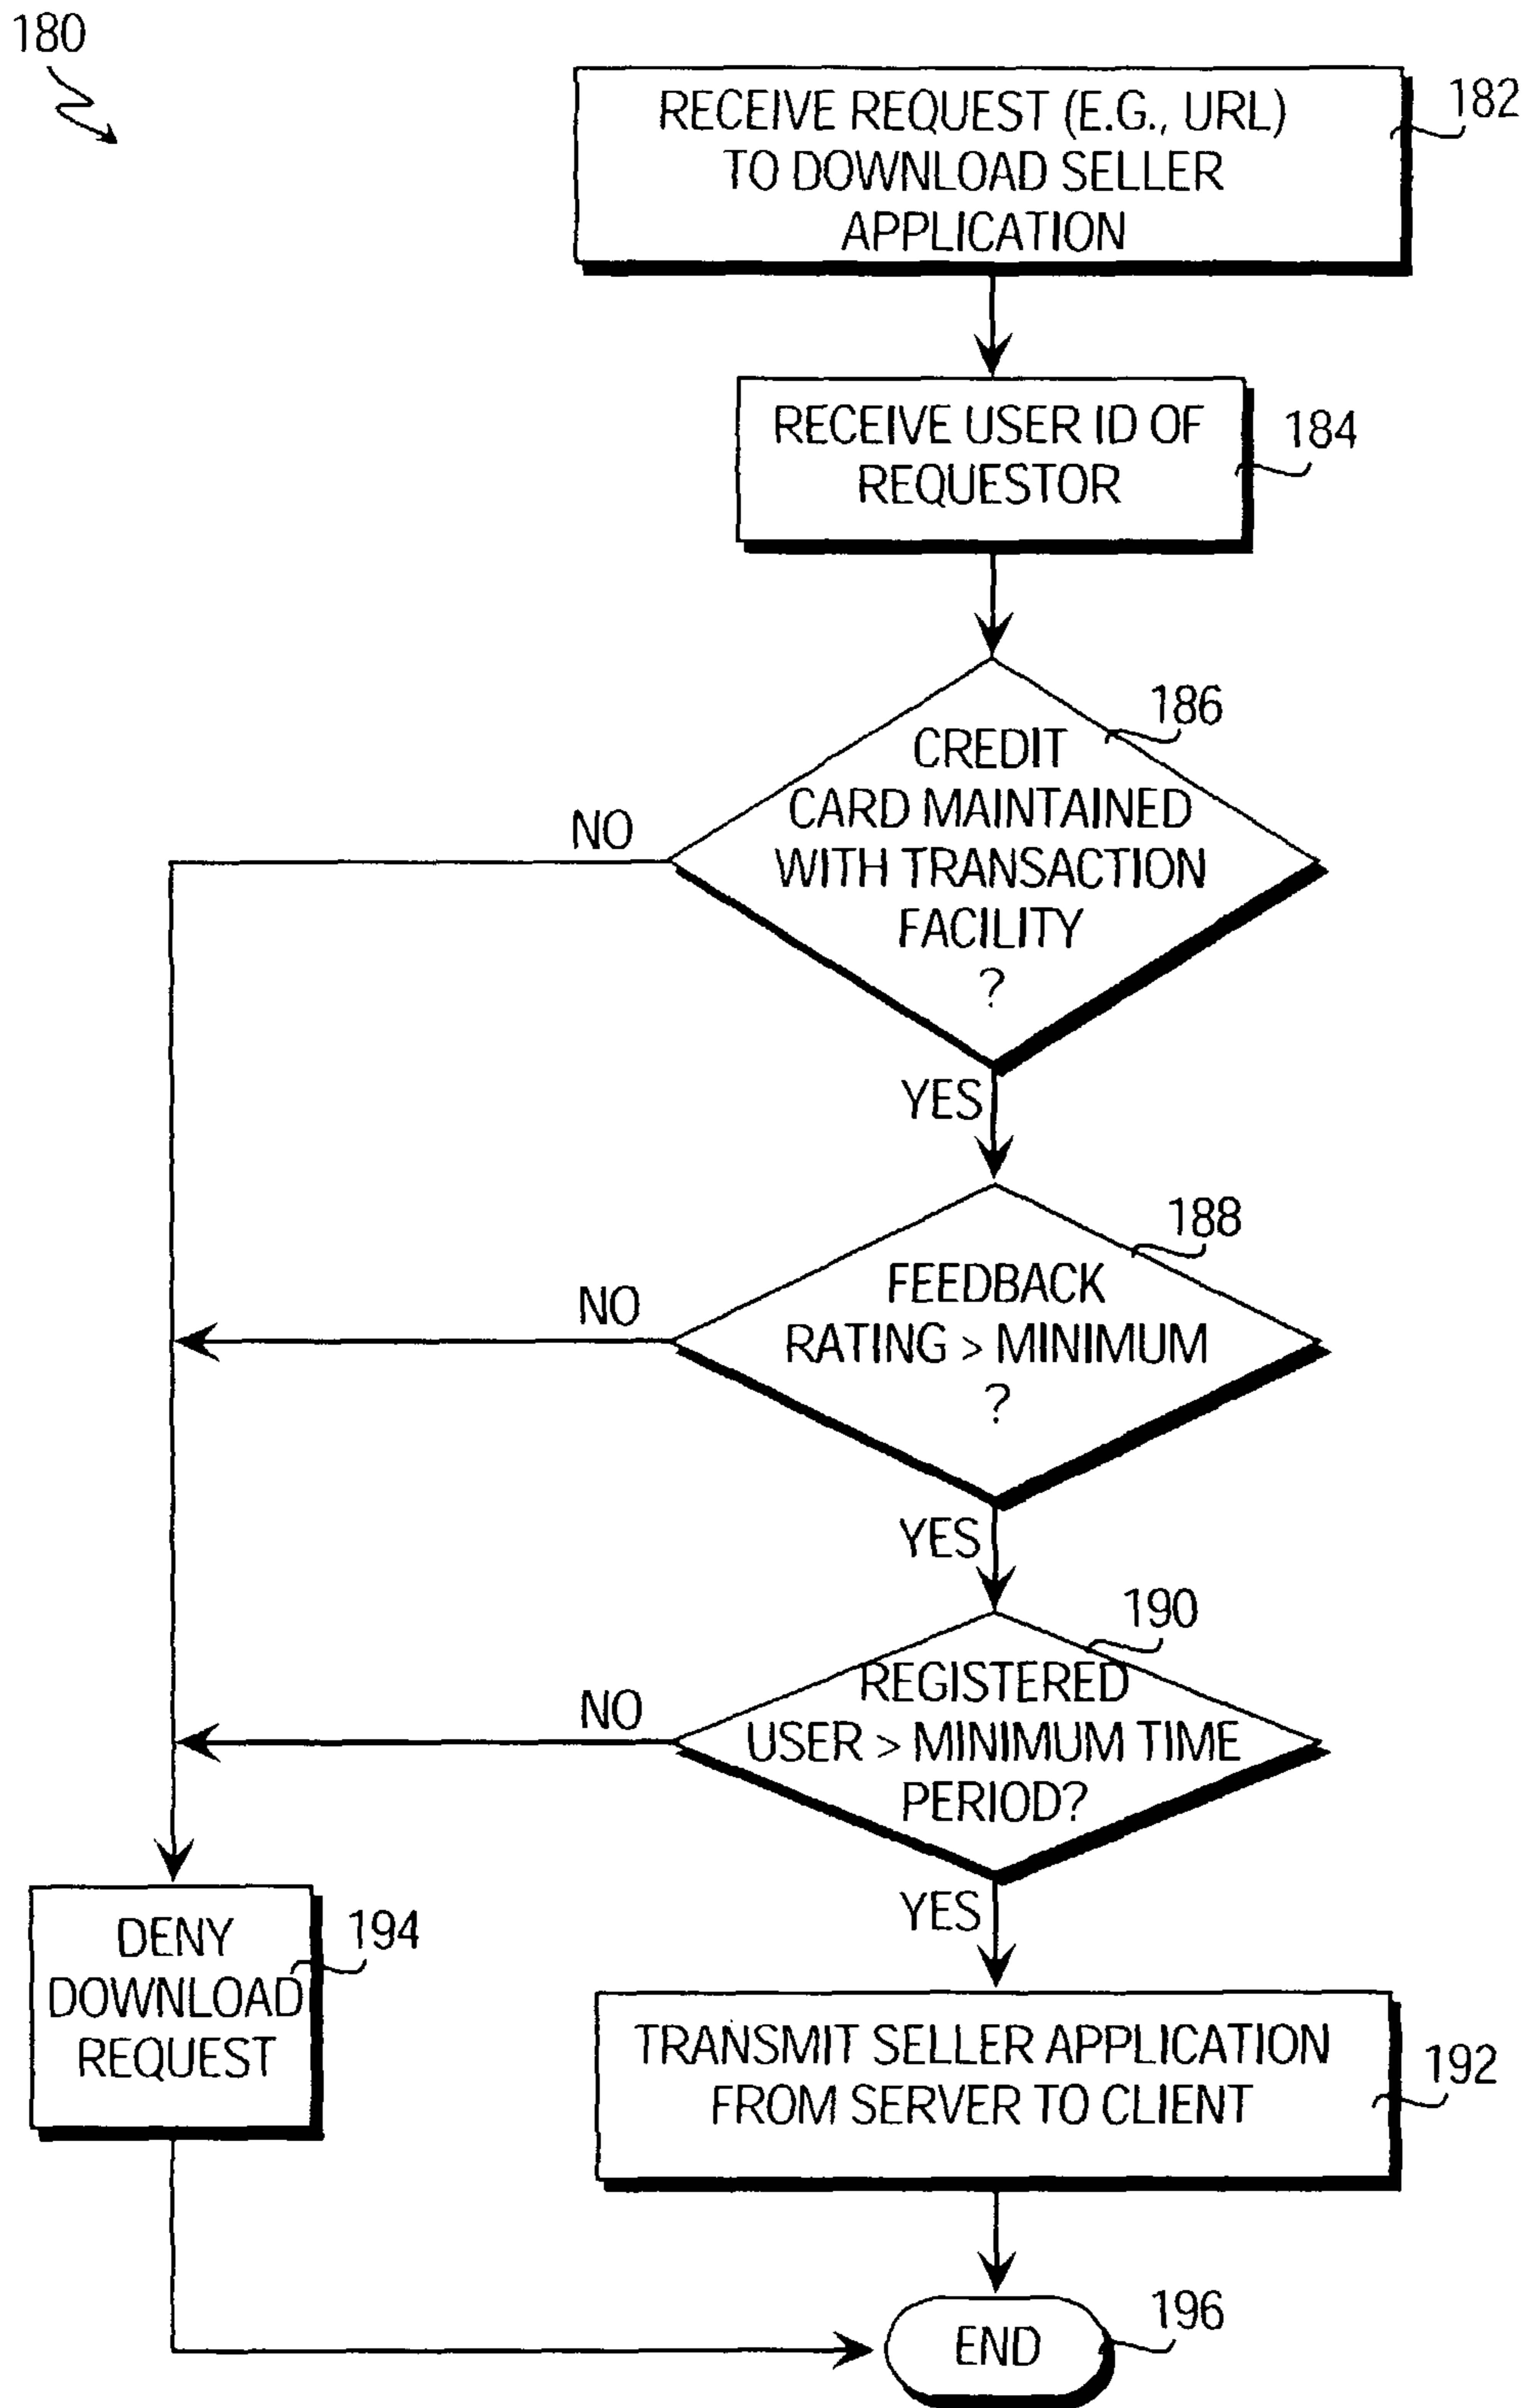 180
RECEIVE REQUEST (E.G., URL)
TO DOWNLOAD SELLER
APPLICATION
182
RECEIVE USER ID OF
REQUESTOR
184
186
CREDIT
CARD MAINTAINED
WITH TRANSACTION
FACILITY
?
NO
YES
188
FEEDBACK
RATING > MINIMUM
?
NO
YES
190
REGISTERED
USER > MINIMUM TIME
PERIOD?
NO
YES
DENY
DOWNLOAD
REQUEST
194
TRANSMIT SELLER APPLICATION
FROM SERVER TO CLIENT
192
END
196